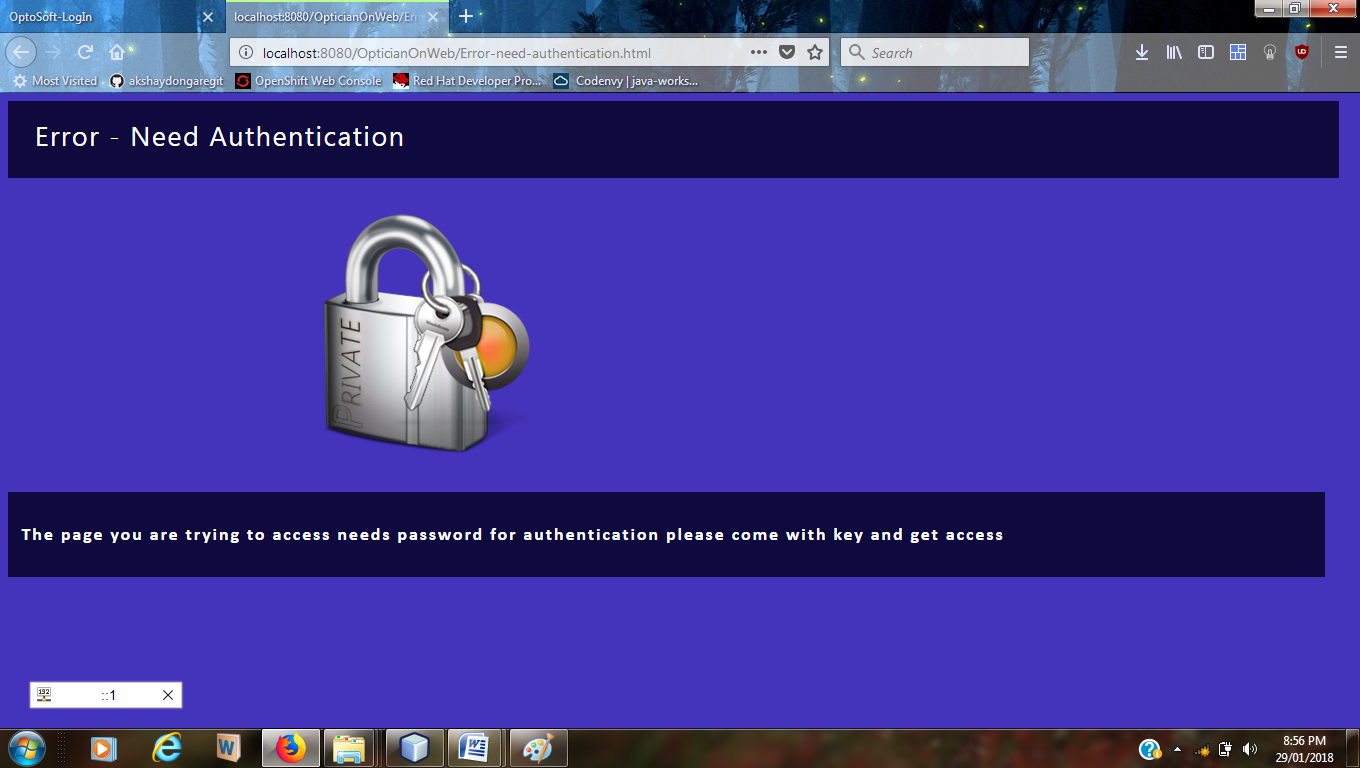 OptoSoft-LogIn
localhost:8080/OpticianOnWeb/Er
localhost:8080/OpticianOnWeb/Error-need-authentication.html
Search
Most Visited
akshaydongaregit
OpenShift Web Console
Red Hat Developer Pro...
Codenvy | java-works...
Error - Need Authentication
PRIVATE
The page you are trying to access needs password for authentication please come with key and get access
::1
8:56 PM
29/01/2018